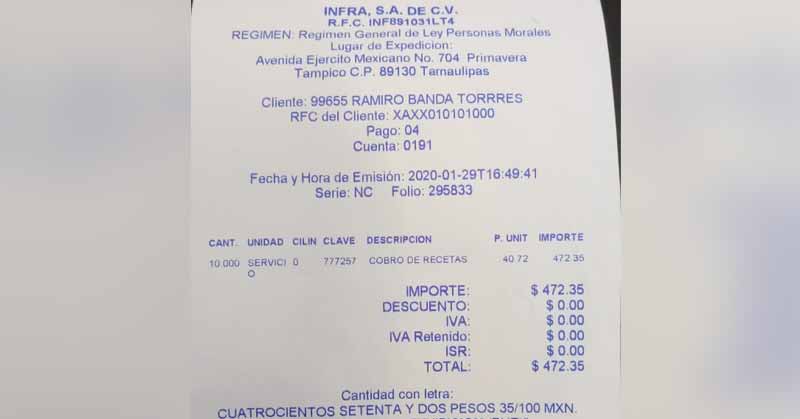 INFRA, S.A. DE C.V.
R.F.C. INF891031LT4
REGIMEN: Regimen General de Ley Personas Morales
Lugar de Expedicion:
Avenida Ejercito Mexicano No. 704 Primavera
Tampico C.P. 89130 Tamaulipas
Cliente: 99655 RAMIRO BANDA TORRRES
RFC del Cliente: XAXX010101000
Pago: 04
Cuenta: 0191
Fecha y Hora de Emisión: 2020-01-29T16:49:41
Serie: NC Folio: 295833
CANT. UNIDAD CILIN CLAVE DESCRIPCION P. UNIT IMPORTE
10.000 SERVICI 0 777257 COBRO DE RECETAS 40.72 472.35
O
IMPORTE: $ 472.35
DESCUENTO: $ 0.00
IVA: $ 0.00
IVA Retenido: $ 0.00
ISR: $ 0.00
TOTAL: $ 472.35
Cantidad con letra:
CUATROCIENTOS SETENTA Y DOS PESOS 35/100 MXN.